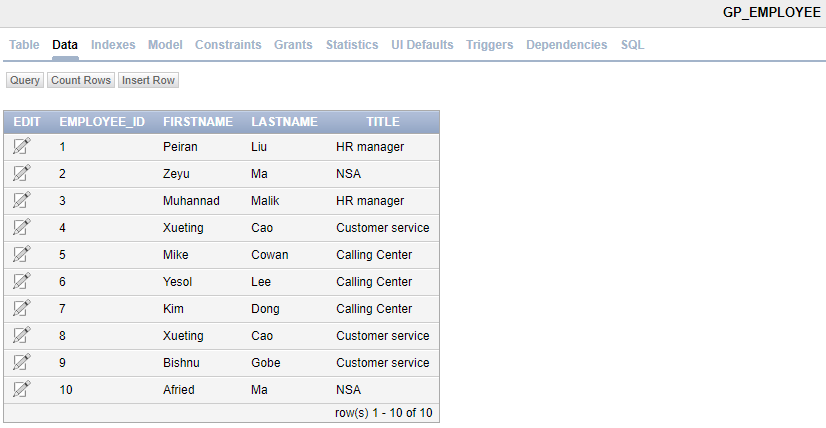 GP_EMPLOYEE
Table Data Indexes Model Constraints Grants Statistics UI Defaults Triggers Dependencies SQL
Query Count Rows Insert Row
EDIT EMPLOYEE_ID FIRSTNAME LASTNAME TITLE
1 Peiran Liu HR manager
2 Zeyu Ma NSA
3 Muhannad Malik HR manager
4 Xueting Cao Customer service
5 Mike Cowan Calling Center
6 Yesol Lee Calling Center
7 Kim Dong Calling Center
8 Xueting Cao Customer service
9 Bishnu Gobe Customer service
10 Afried Ma NSA
row(s) 1 - 10 of 10